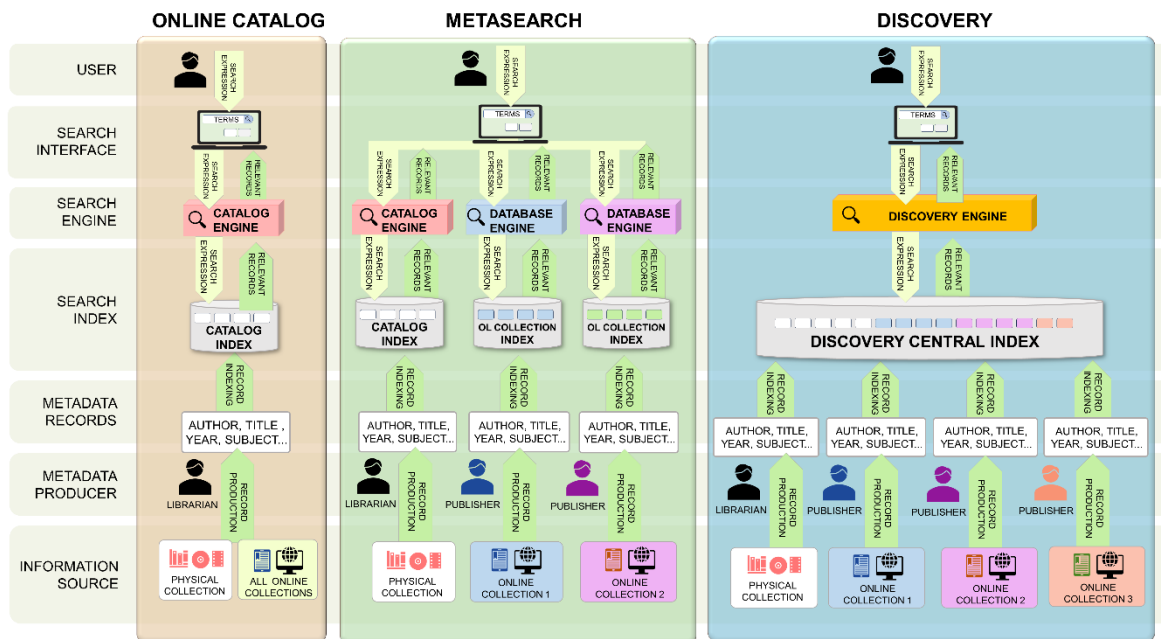 ONLINE CATALOG
METASEARCH
DISCOVERY
USER
SEARCH
EXPRESSION
SEARCH
EXPRESSION
SEARCH
EXPRESSION
SEARCH
INTERFACE
TERMS
TERMS
TERMS
SEARCH
EXPRESSION
RELEVANT
RECORDS
SEARCH
EXPRESSION
RELEVANT
RECORDS
SEARCH
EXPRESSION
RELEVANT
RECORDS
SEARCH
EXPRESSION
RELEVANT
RECORDS
SEARCH
EXPRESSION
RELEVANT
RECORDS
SEARCH
ENGINE
CATALOG
ENGINE
CATALOG
ENGINE
DATABASE
ENGINE
DATABASE
ENGINE
DISCOVERY ENGINE
SEARCH
INDEX
SEARCH
EXPRESSION
RELEVANT
RECORDS
SEARCH
EXPRESSION
RELEVANT
RECORDS
SEARCH
EXPRESSION
RELEVANT
RECORDS
SEARCH
EXPRESSION
RELEVANT
RECORDS
SEARCH
EXPRESSION
RELEVANT
RECORDS
CATALOG
INDEX
CATALOG
INDEX
OL COLLECTION
INDEX
OL COLLECTION
INDEX
DISCOVERY CENTRAL INDEX
RECORD
INDEXING
RECORD
INDEXING
RECORD
INDEXING
RECORD
INDEXING
RECORD
INDEXING
RECORD
INDEXING
RECORD
INDEXING
RECORD
INDEXING
METADATA
RECORDS
AUTHOR, TITLE ,
YEAR, SUBJECT...
AUTHOR, TITLE,
YEAR, SUBJECT...
AUTHOR, TITLE,
YEAR, SUBJECT...
AUTHOR, TITLE,
YEAR, SUBJECT...
AUTHOR, TITLE,
YEAR, SUBJECT...
AUTHOR, TITLE,
YEAR, SUBJECT...
AUTHOR, TITLE,
YEAR, SUBJECT...
AUTHOR, TITLE,
YEAR, SUBJECT...
METADATA
PRODUCER
LIBRARIAN
RECORD
PRODUCTION
LIBRARIAN
RECORD
PRODUCTION
PUBLISHER
RECORD
PRODUCTION
PUBLISHER
RECORD
PRODUCTION
LIBRARIAN
RECORD
PRODUCTION
PUBLISHER
RECORD
PRODUCTION
PUBLISHER
RECORD
PRODUCTION
PUBLISHER
RECORD
PRODUCTION
INFORMATION
SOURCE
PHYSICAL
COLLECTION
ALL ONLINE
COLLECTIONS
PHYSICAL
COLLECTION
ONLINE
COLLECTION 1
ONLINE
COLLECTION 2
PHYSICAL
COLLECTION
ONLINE
COLLECTION 1
ONLINE
COLLECTION 2
ONLINE
COLLECTION 3